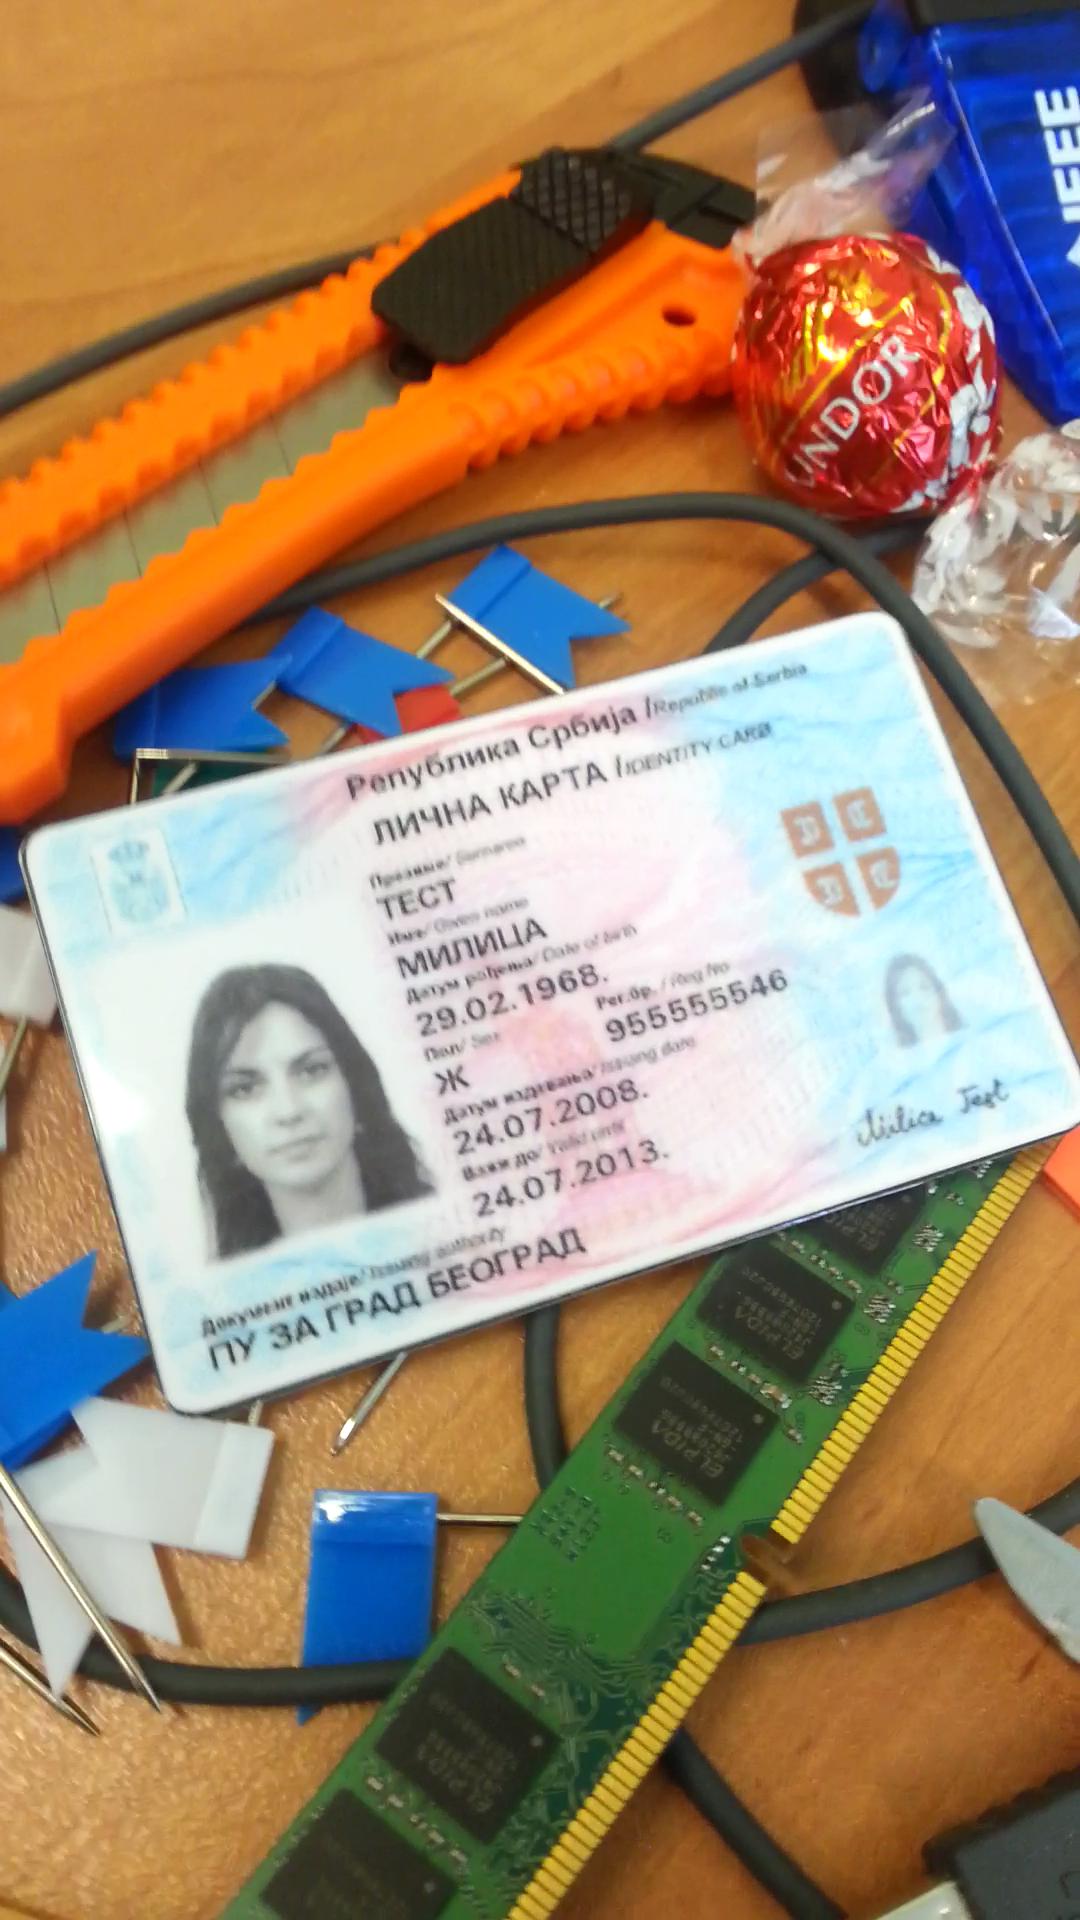 LINDOR
Република Србија / Republic of Serbia
ЛИЧНА КАРТА / IDENTITY CARD
Презиме/ Surname
ТЕСТ
Име/ Given name
МИЛИЦА
Датум рођења/ Date of birth
29.02.1968.
Рег.бр. / Reg No
955555546
Пол/ Sex
Ж
Датум издавања/ Issuing date
24.07.2008.
Важи до/ Valid until
24.07.2013.
Milica Test
Документ издаје/ Issuing authority
ПУ ЗА ГРАД БЕОГРАД
ELPIDA
ELPIDA
ELPIDA
ELPIDA